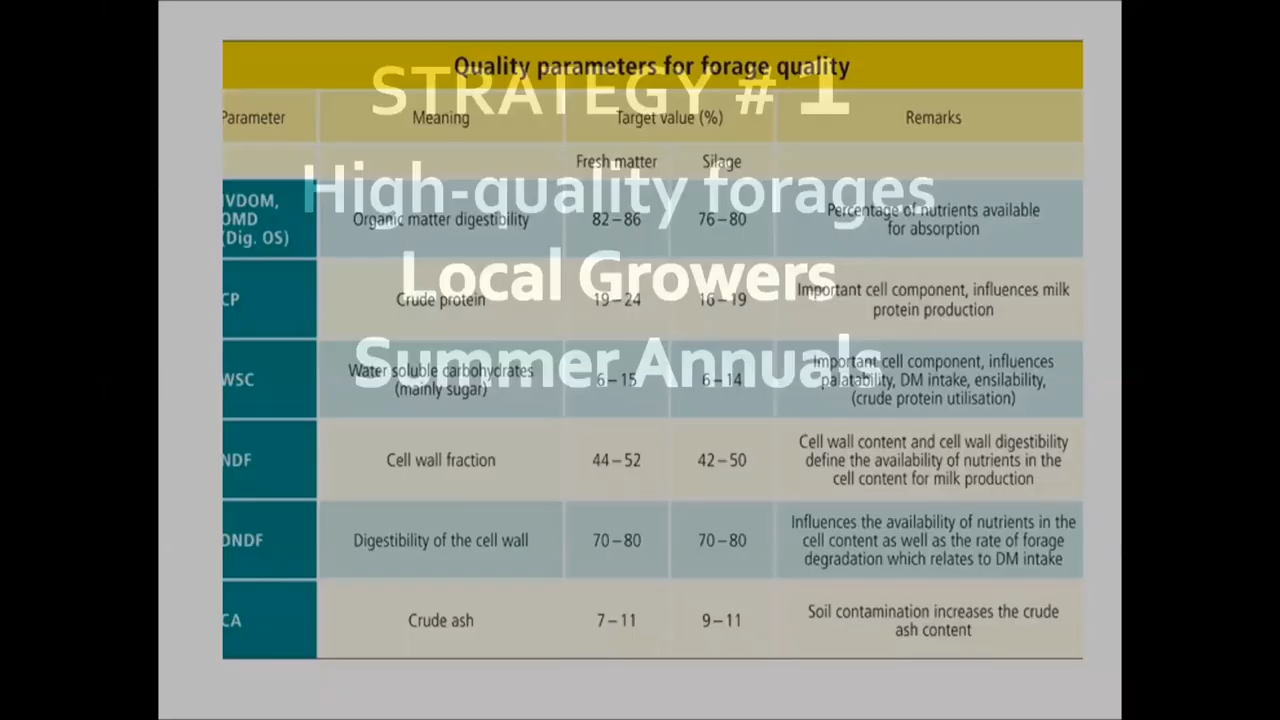 Quality parameters for forage quality
STRATEGY # 1
Parameter Meaning Target value (%) Remarks
Fresh matter Silage
High-quality forages
VDOM,
OMD
(Dig. OS) Organic matter digestibility 82–86 76–80 Percentage of nutrients available
for absorption
Local Growers
CP Crude protein 19–24 16–19 Important cell component, influences milk
protein production
Summer Annuals
WSC Water soluble carbohydrates
(mainly sugar) 6–15 6–14 Important cell component, influences
palatability, DM intake, ensilability,
(crude protein utilisation)
NDF Cell wall fraction 44–52 42–50 Cell wall content and cell wall digestibility
define the availability of nutrients in the
cell content for milk production
DNDF Digestibility of the cell wall 70–80 70–80 Influences the availability of nutrients in the
cell content as well as the rate of forage
degradation which relates to DM intake
CA Crude ash 7–11 9–11 Soil contamination increases the crude
ash content